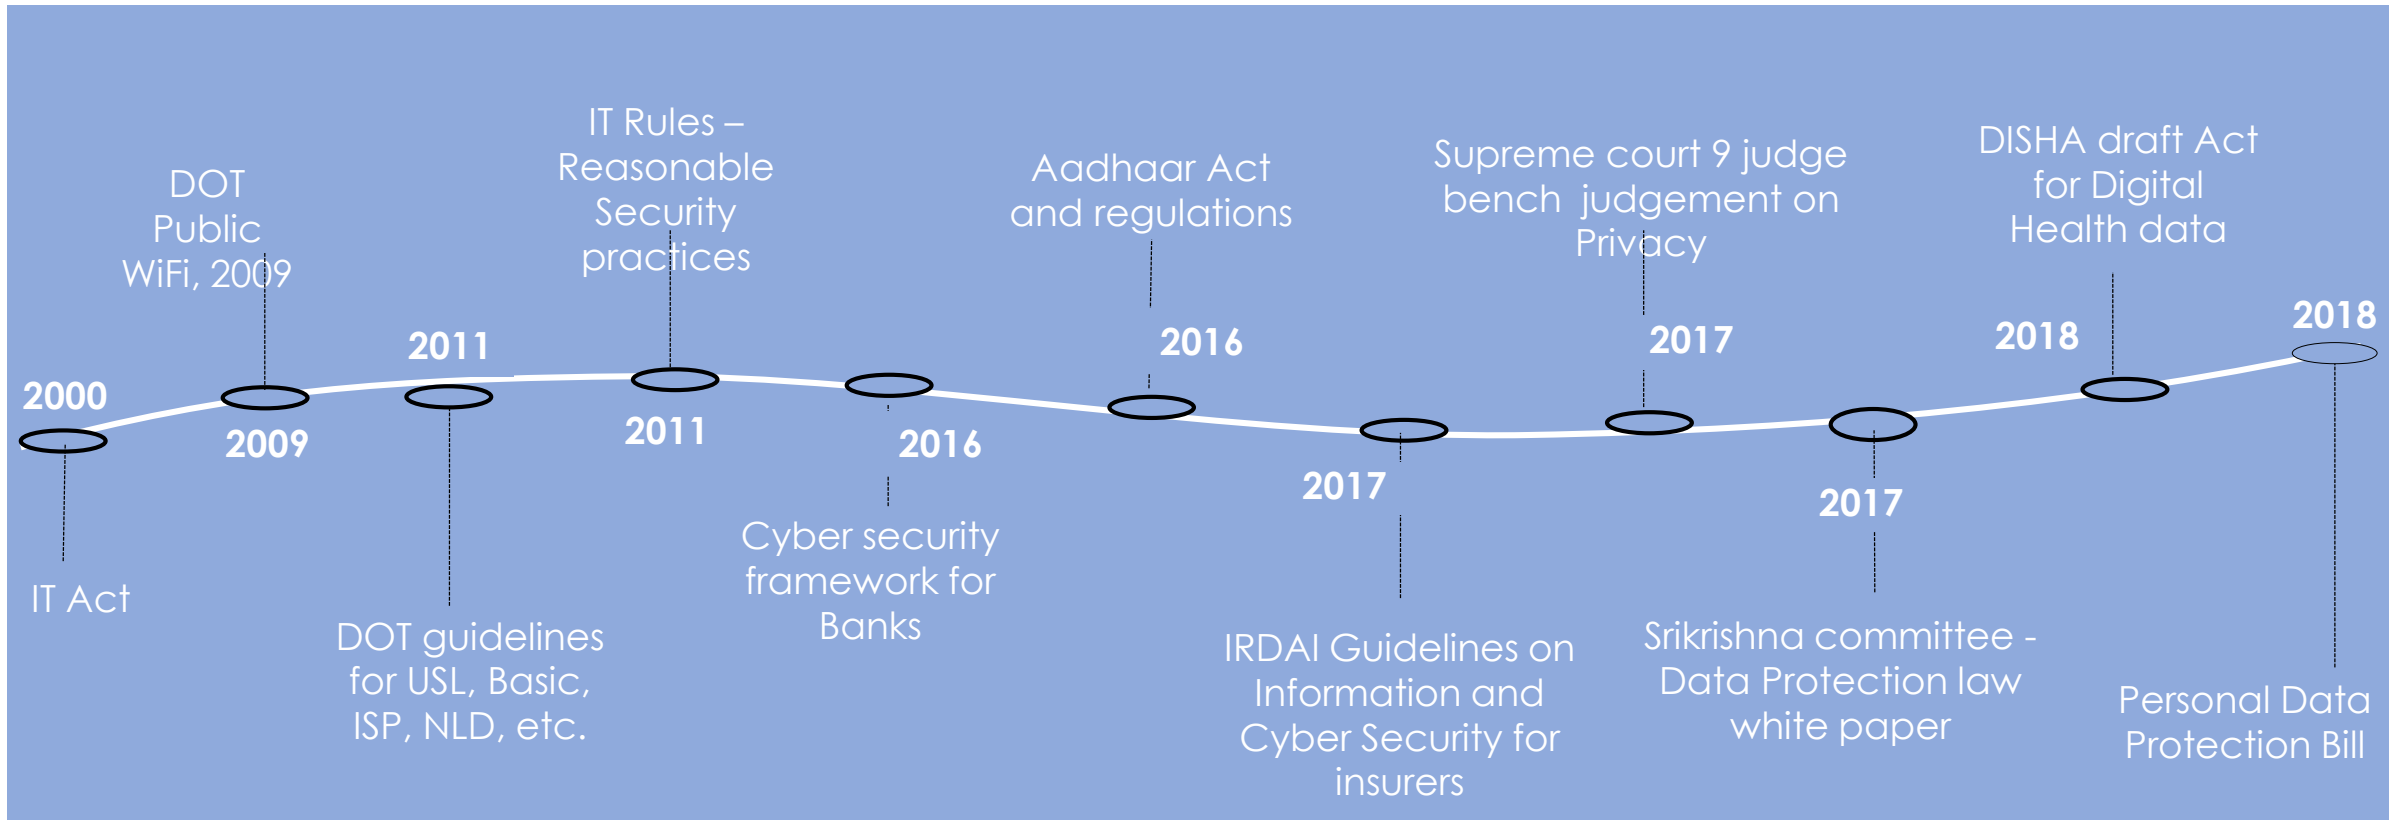 2000
IT Act
DOT
Public
WiFi, 2009
2009
2011
DOT guidelines
for USL, Basic,
ISP, NLD, etc.
IT Rules –
Reasonable
Security
practices
2011
2016
Cyber security
framework for
Banks
Aadhaar Act
and regulations
2016
2017
IRDAI Guidelines on
Information and
Cyber Security for
insurers
Supreme court 9 judge
bench  judgement on
Privacy
2017
2017
Srikrishna committee -
Data Protection law
white paper
DISHA draft Act
for Digital
Health data
2018
2018
Personal Data
Protection Bill